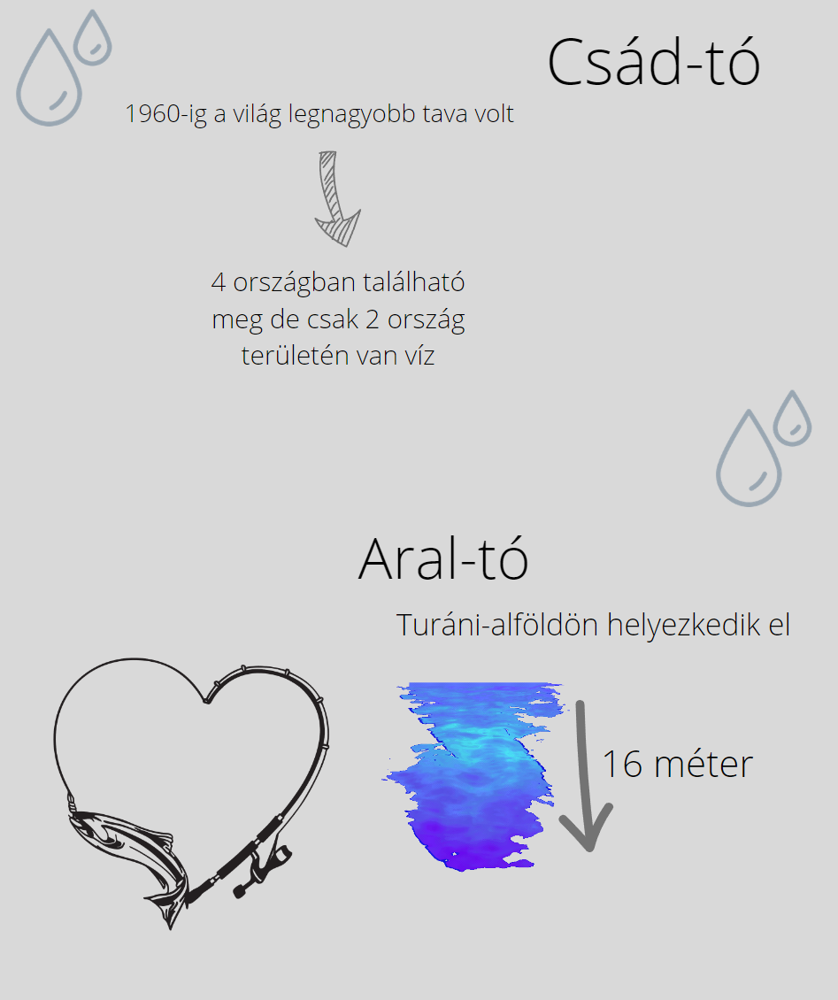 Csád-tó
1960-ig a világ legnagyobb tava volt
4 országban található
meg de csak 2 ország
területén van víz
Aral-tó
Turáni-alföldön helyezkedik el
16 méter